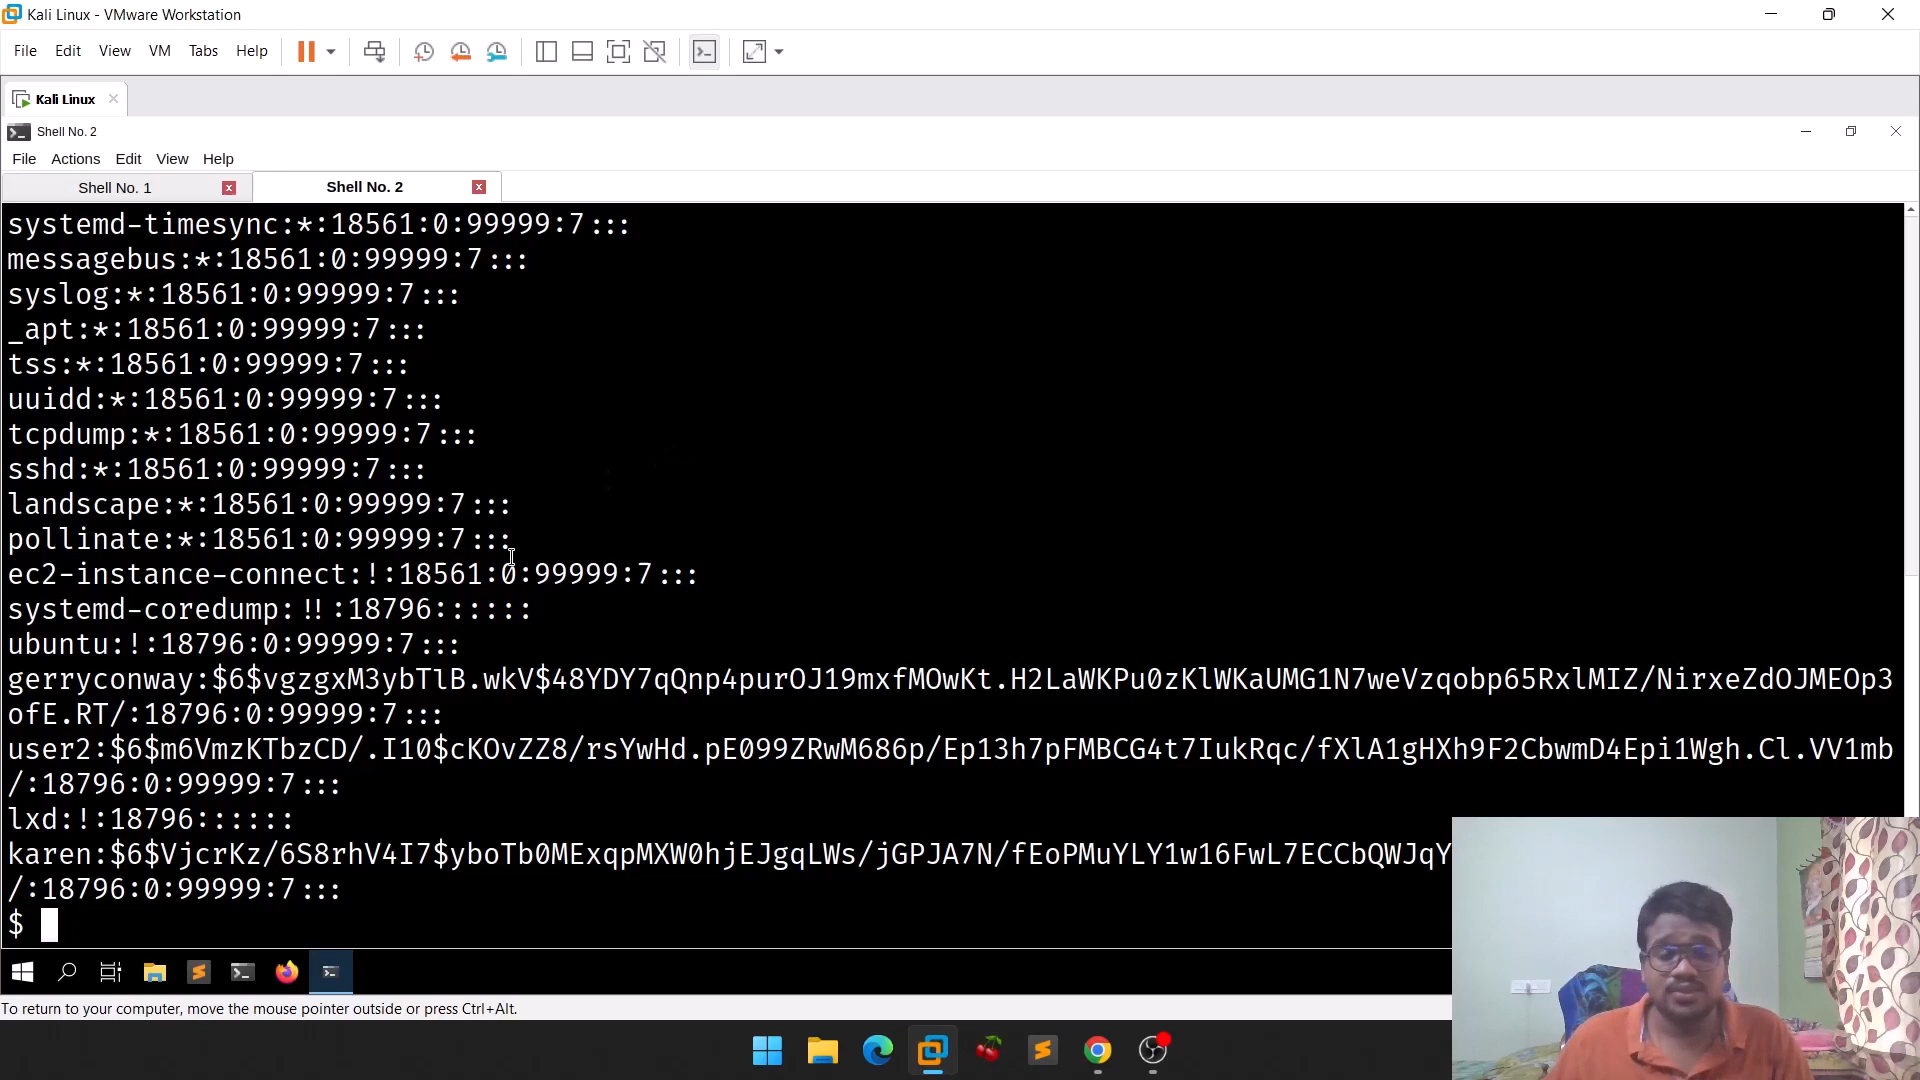 Kali Linux - VMware Workstation
File Edit View VM Tabs Help
Kali Linux
Shell No. 2
File Actions Edit View Help
Shell No. 1 Shell No. 2
systemd-timesync:*:18561:0:99999:7:::
messagebus:*:18561:0:99999:7:::
syslog:*:18561:0:99999:7:::
_apt:*:18561:0:99999:7:::
tss:*:18561:0:99999:7:::
uuidd:*:18561:0:99999:7:::
tcpdump:*:18561:0:99999:7:::
sshd:*:18561:0:99999:7:::
landscape:*:18561:0:99999:7:::
pollinate:*:18561:0:99999:7:::
ec2-instance-connect:!:18561:0:99999:7:::
systemd-coredump:!!:18796::::::
ubuntu:!:18796:0:99999:7:::
gerryconway:$6$vgzgxM3ybTlB.wkV$48YDY7qQnp4purOJ19mxfMOwKt.H2LaWKPu0zKlWKaUMG1N7weVzqobp65RxlMIZ/NirxeZdOJMEOp3
ofE.RT/:18796:0:99999:7:::
user2:$6$m6VmzKTbzCD/.I10$cKOvZZ8/rsYwHd.pE099ZRwM686p/Ep13h7pFMBCG4t7IukRqc/fXlA1gHXh9F2CbwmD4Epi1Wgh.Cl.VV1mb
/:18796:0:99999:7:::
lxd:!:18796::::::
karen:$6$VjcrKz/6S8rhV4I7$yboTb0MExqpMXW0hjEJgqLWs/jGPJA7N/fEoPMuYLY1w16FwL7ECCbQWJqY
/:18796:0:99999:7:::
$
To return to your computer, move the mouse pointer outside or press Ctrl+Alt.